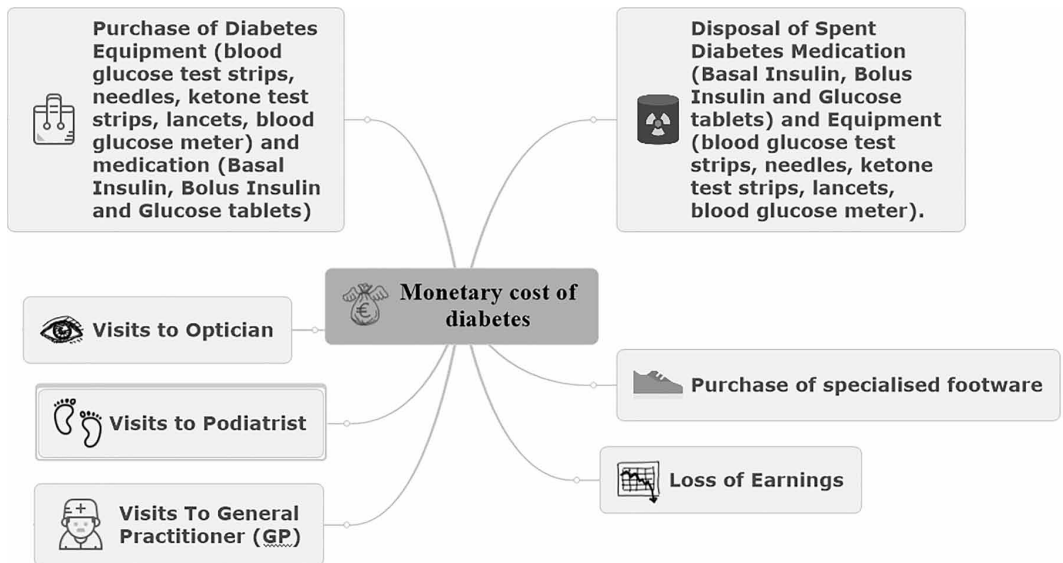 Purchase of Diabetes
Equipment (blood
glucose test strips,
needles, ketone test
strips, lancets, blood
glucose meter) and
medication (Basal
Insulin, Bolus Insulin
and Glucose tablets)
Disposal of Spent
Diabetes Medication
(Basal Insulin, Bolus
Insulin and Glucose
tablets) and Equipment
(blood glucose test
strips, needles, ketone
test strips, lancets,
blood glucose meter).
€
Monetary cost of
diabetes
Visits to Optician
Visits to Podiatrist
Visits To General
Practitioner (GP)
Purchase of specialised footware
Loss of Earnings